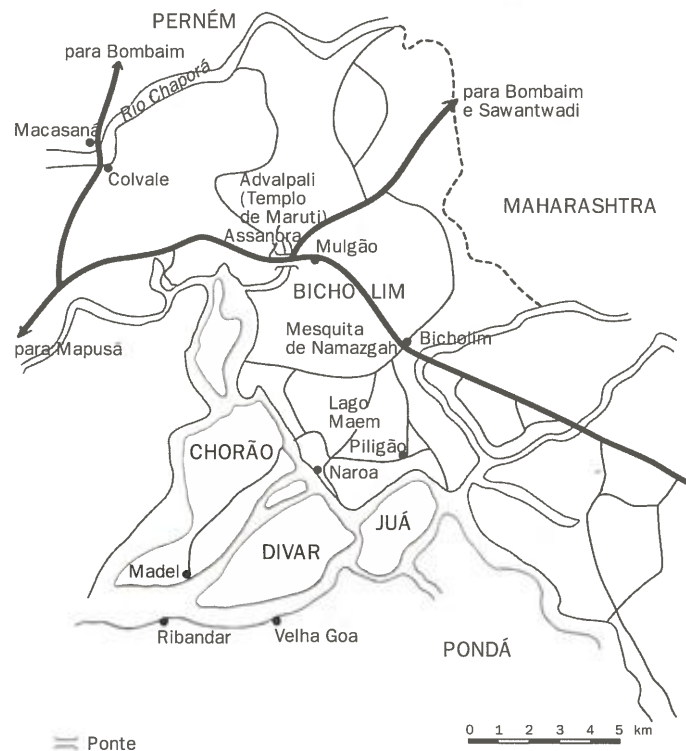 PERNÉM
para Bombaim
Rio Chaporá
para Bombaim
e Sawantwadi
Macasaná
Colvale
Advalpali
(Templo
de Maruti)
MAHARASHTRA
Assanora
Mulgão
BICHOLIM
Mesquita
de Namazgah
Bicholim
para Mapusá
Lago
Maem
CHORÃO
Piligão
Naroa
JUÁ
DIVAR
Madel
Ribandar
Velha Goa
PONDÁ
Ponte
0 1 2 3 4 5 km